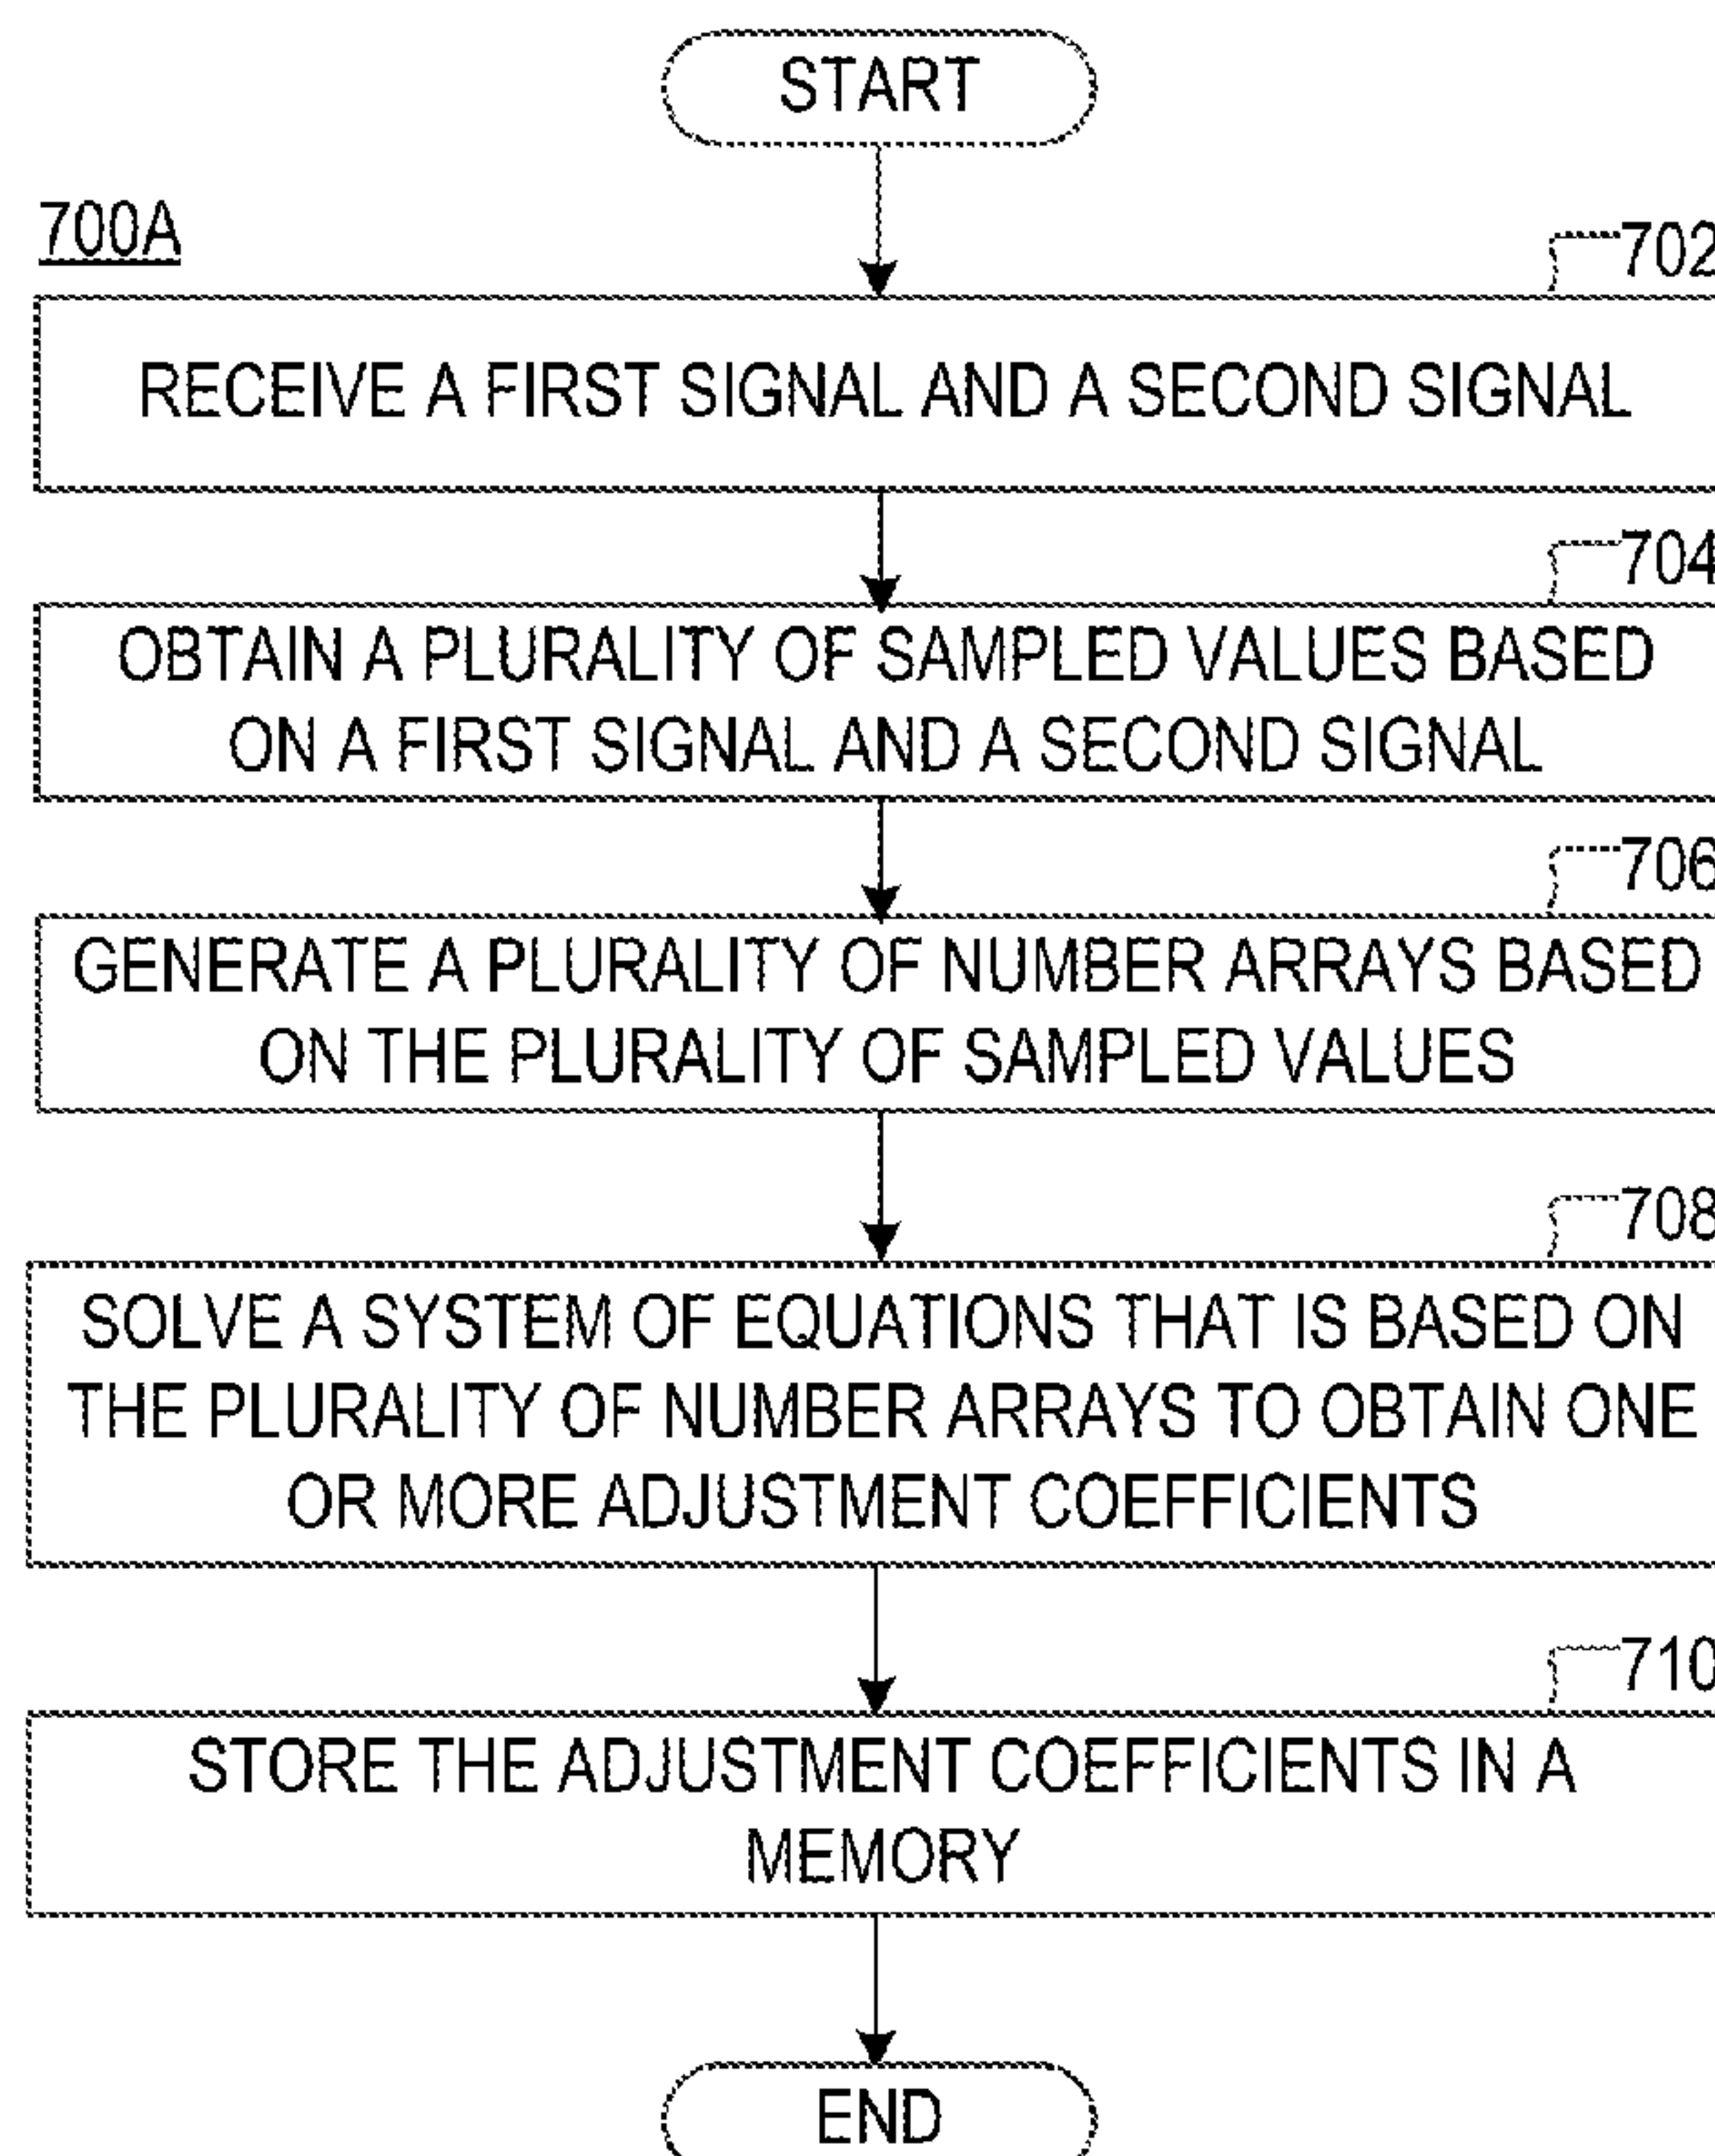 START
700A
702
RECEIVE A FIRST SIGNAL AND A SECOND SIGNAL
704
OBTAIN A PLURALITY OF SAMPLED VALUES BASED
ON A FIRST SIGNAL AND A SECOND SIGNAL
706
GENERATE A PLURALITY OF NUMBER ARRAYS BASED
ON THE PLURALITY OF SAMPLED VALUES
708
SOLVE A SYSTEM OF EQUATIONS THAT IS BASED ON
THE PLURALITY OF NUMBER ARRAYS TO OBTAIN ONE
OR MORE ADJUSTMENT COEFFICIENTS
710
STORE THE ADJUSTMENT COEFFICIENTS IN A
MEMORY
END